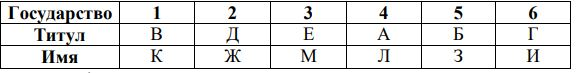 Государство 1 2 3 4 5 6
Титул В Д Е А Б Г
Имя К Ж М Л З И